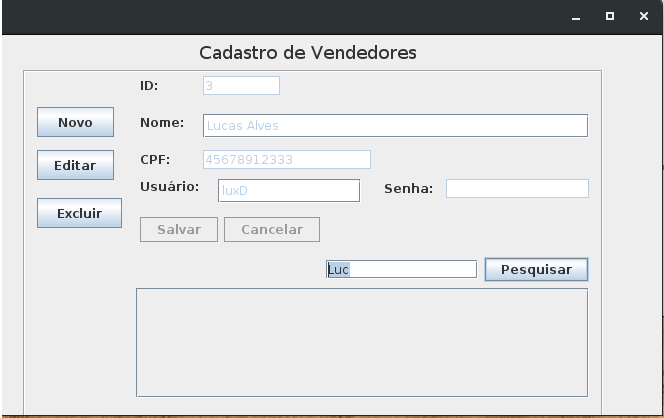 Cadastro de Vendedores
ID: 3
Novo
Nome: Lucas Alves
Editar
CPF: 45678912333
Usuário: luxD Senha:
Excluir
Salvar Cancelar
Luc Pesquisar